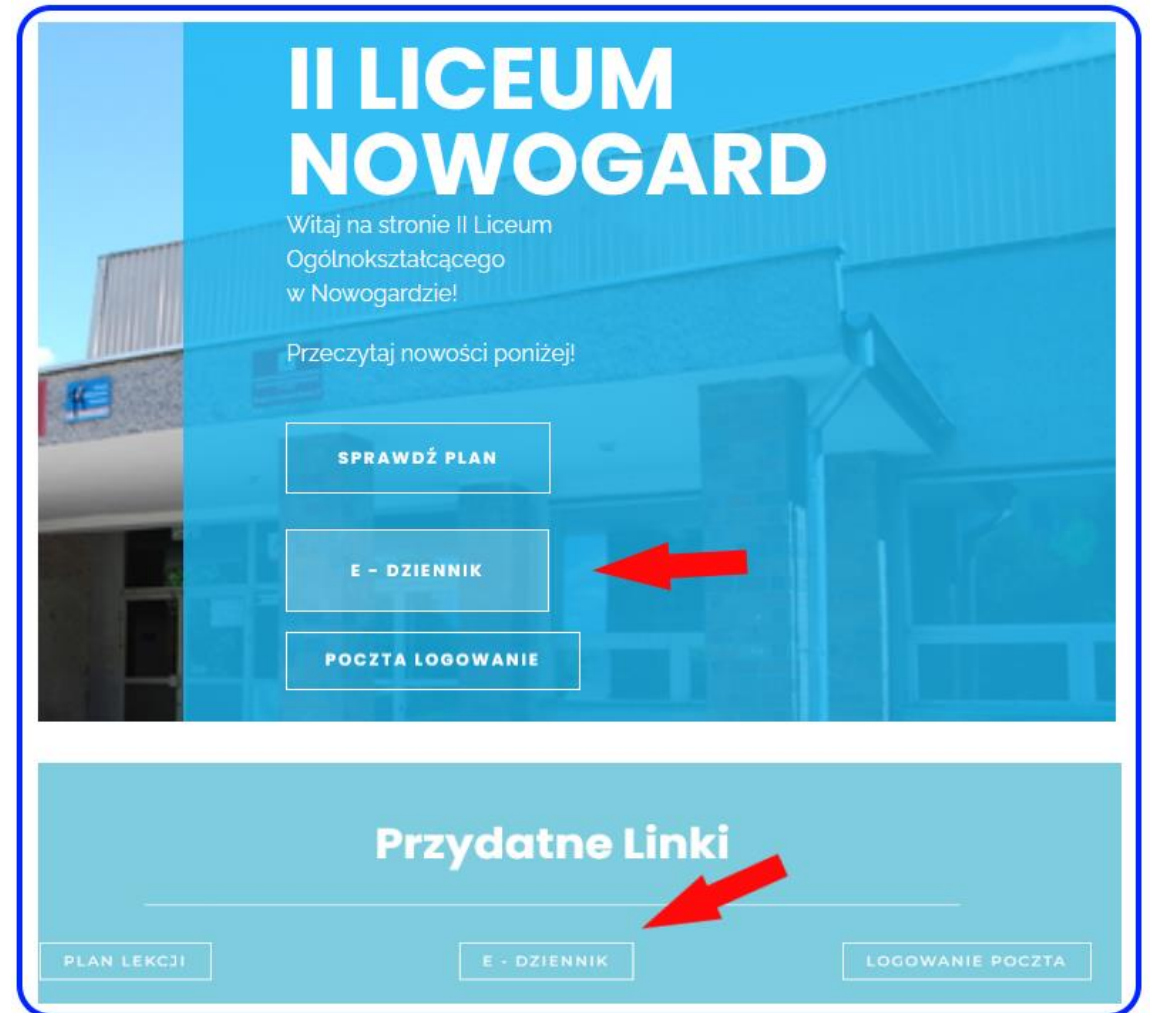 II LICEUM
NOWOGARD
Witaj na stronie II Liceum
Ogólnokształcącego
w Nowogardzie!
Przeczytaj nowości poniżej!
SPRAWDŹ PLAN
E - DZIENNIK
POCZTA LOGOWANIE
Przydatne Linki
PLAN LEKCJI
E - DZIENNIK
LOGOWANIE POCZTA